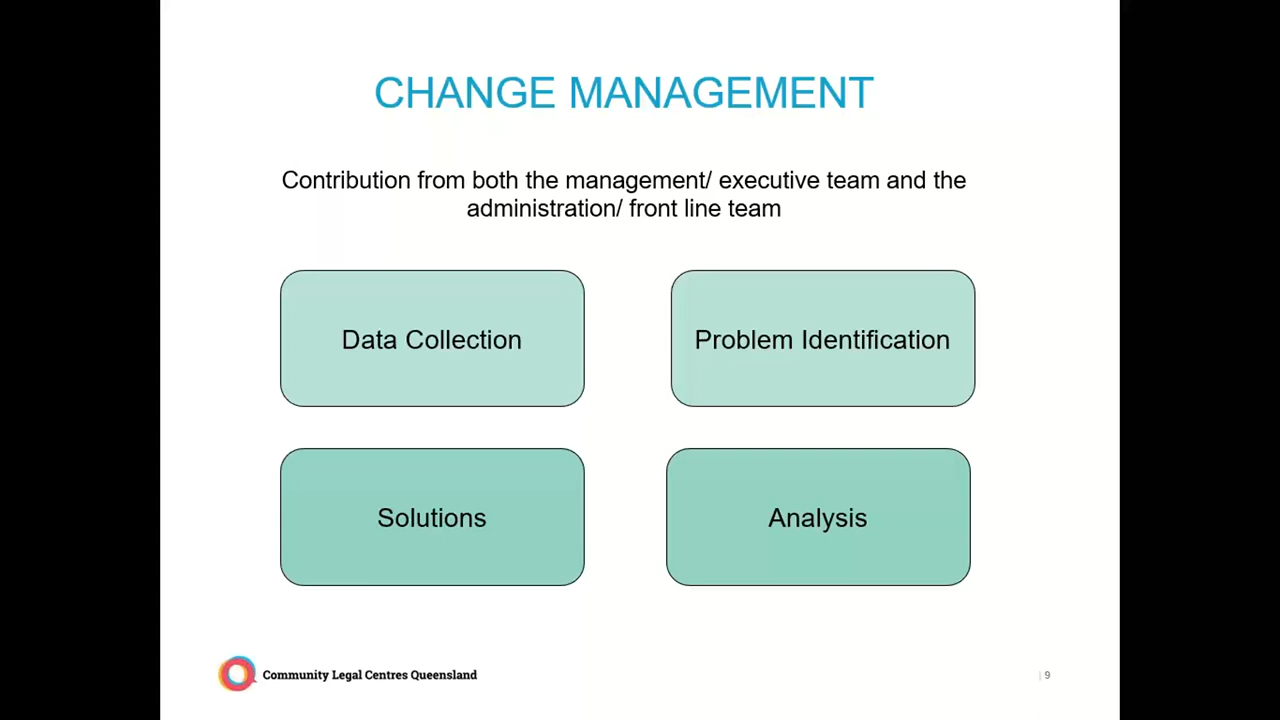 CHANGE MANAGEMENT
Contribution from both the management/ executive team and the
administration/ front line team
Data Collection
Problem Identification
Solutions
Analysis
Community Legal Centres Queensland
| 9